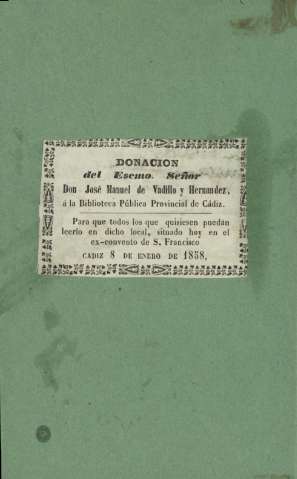 DONACION
del Escmo. Señor
Don José Manuel de Vadillo y Hernandez,
á la Biblioteca Pública Provincial de Cádiz.
Para que todos los que quisiesen puedan
leerlo en dicho local, situado hoy en el
ex-convento de S. Francisco
CADIZ 8 DE ENERO DE 1858,